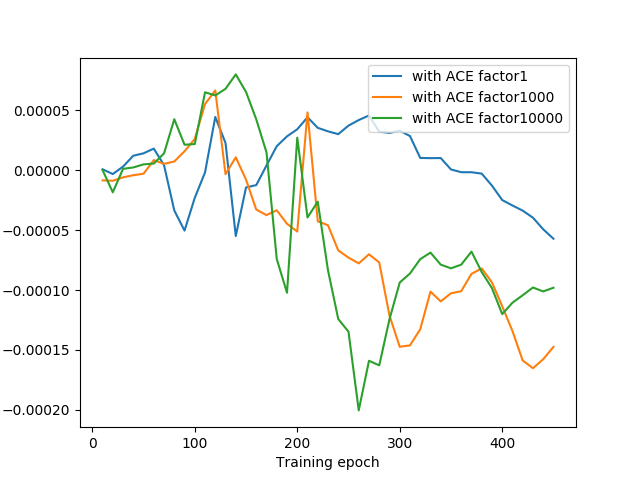 with ACE factor1
with ACE factor1000
with ACE factor10000
0.00005
0.00000
−0.00005
−0.00010
−0.00015
−0.00020
0 100 200 300 400
Training epoch